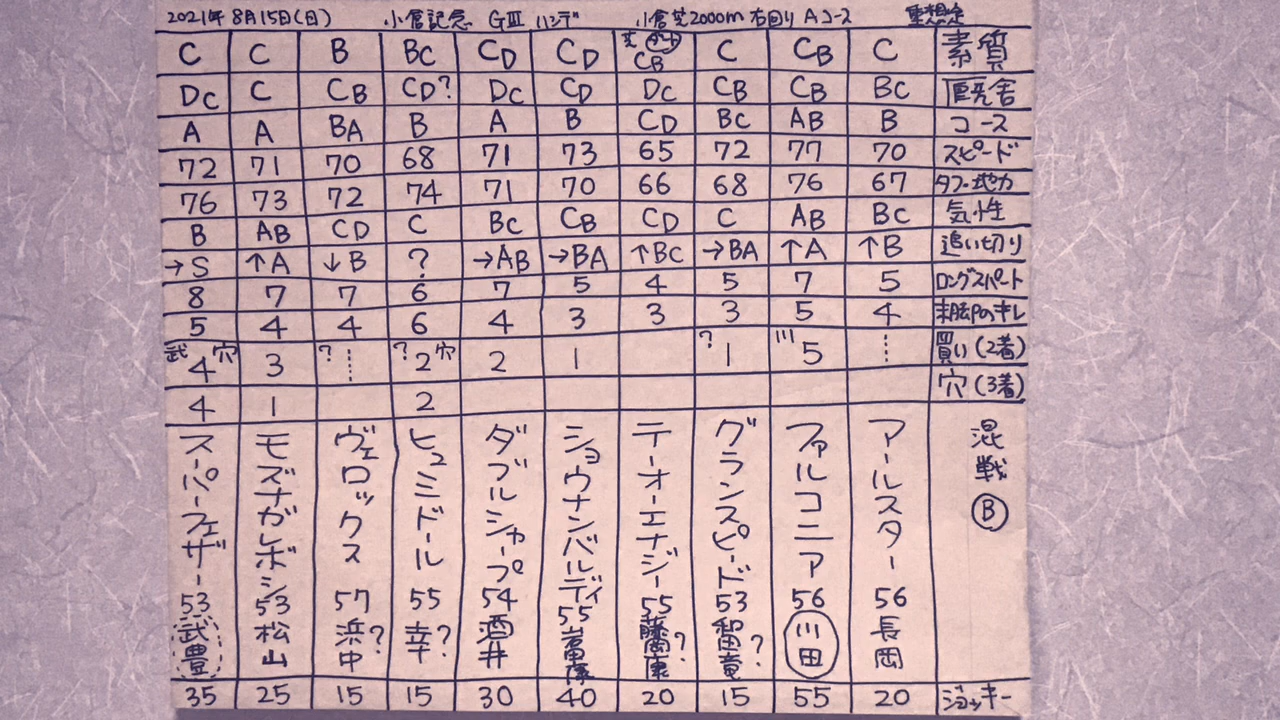 2021年8月15日(日) 小倉記念 GⅢ ハンデ 小倉芝2000m 右回り Aコース 重想定
C C B BC CD CD 芝 ダート CB C CB C 素質
DC C CB CD? DC CD DC CB CB BC 厩舎
A A BA B A B CD BC AB B コース
72 71 70 68 71 73 65 72 77 70 スピード
76 73 72 74 71 70 66 68 76 67 タフ・地力
B AB CD C BC CB CD C AB BC 気性
→S ↑A ↓B ? →AB →BA ↑BC →BA ↑A ↑B 追い切り
8 7 7 6 7 5 4 5 7 5 ロングスパート
5 4 4 6 4 3 3 3 5 4 末脚のキレ
武 4 穴 3 ? ? 2 穴 2 1 ? 1 川 5 買い(2着)
4 1 2 穴(3着)
スーパーフェザー モズナガレボシ ヴェロックス ヒュミドール ダブルシャープ ショウナンバルディ テーオーエナジー グランスピード ファルコニア アールスター 混戦 Ⓑ
53 53 57 55 54 55 55 53 56 56
武豊 松山 浜中? 幸? 酒井 岩田康 藤岡康? 和田竜? 川田 長岡
35 25 15 15 30 40 20 15 55 20 ジョッキー